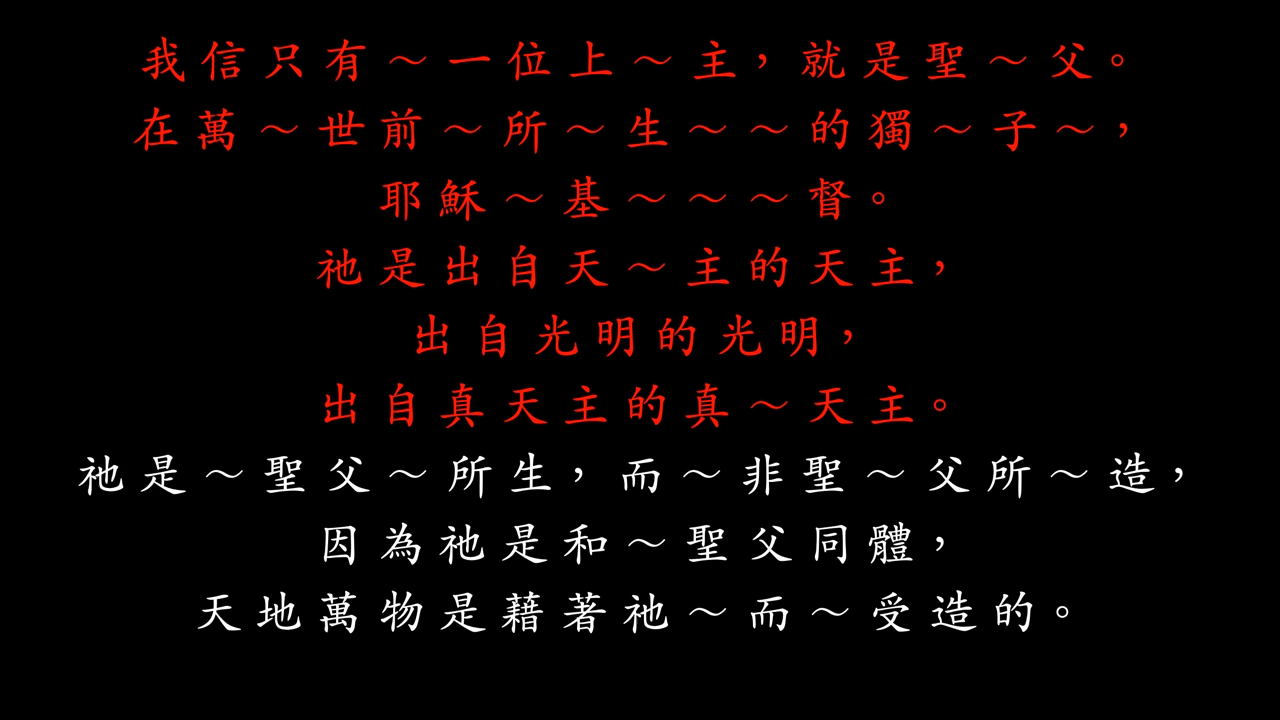 我信只有～一位上～主，就是聖～父。
在萬～世前～所～生～～的獨～子～，
耶穌～基～～～督。
祂是出自天～主的天主，
出自光明的光明，
出自真天主的真～天主。
祂是～聖父～所生，而～非聖～父所～造，
因為祂是和～聖父同體，
天地萬物是藉著祂～而～受造的。